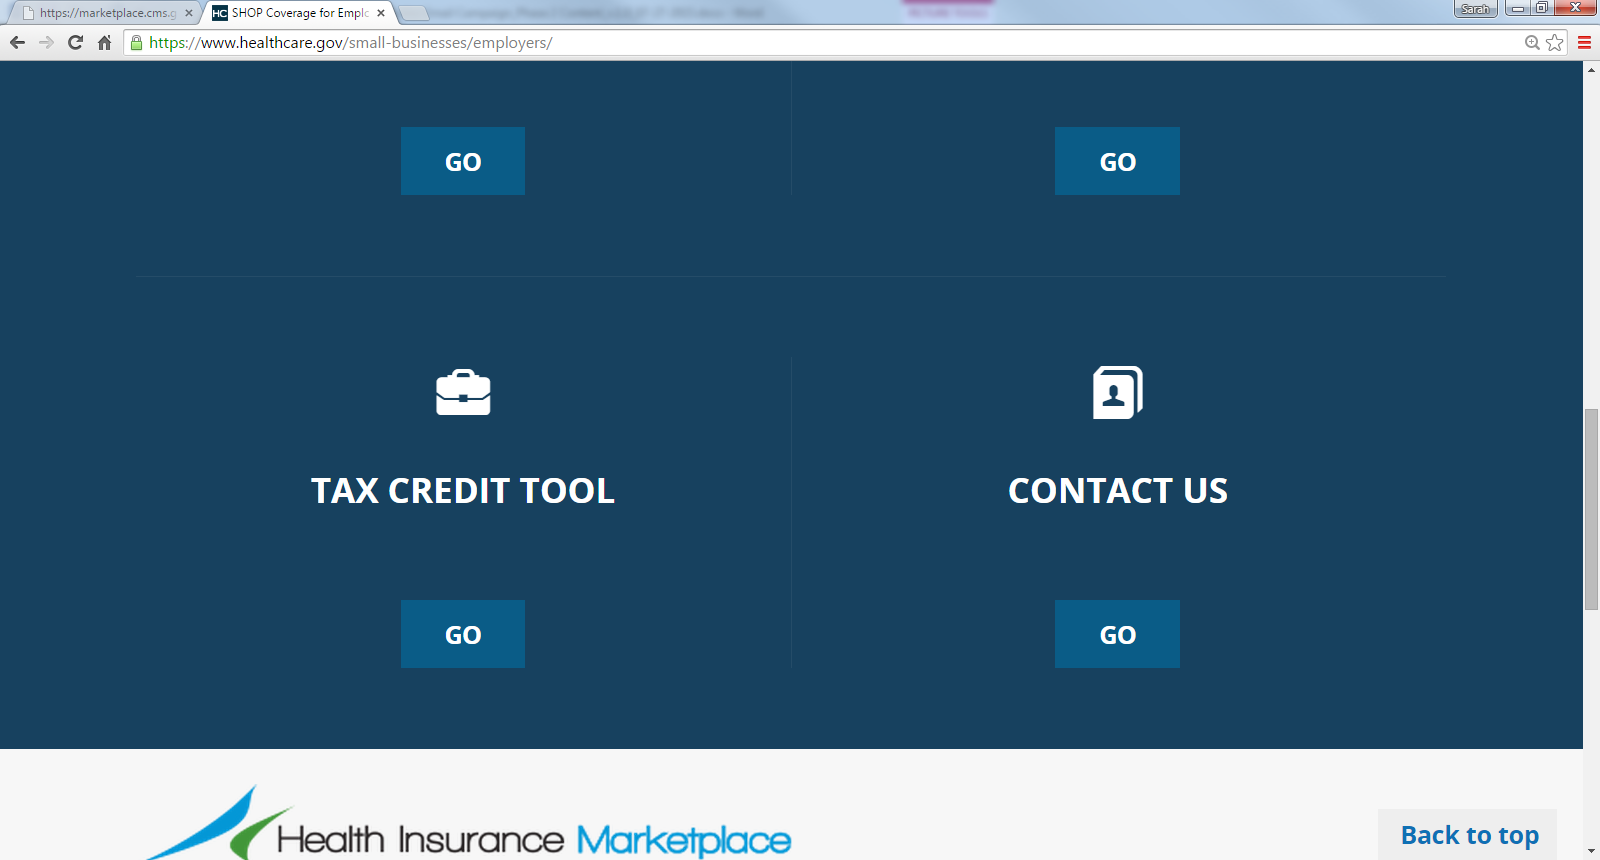 https://marketplace.cms.g
HC SHOP Coverage for Emplo
Sarah
https://www.healthcare.gov/small-businesses/employers/
GO
GO
TAX CREDIT TOOL
CONTACT US
GO
GO
Health Insurance Marketplace
Back to top